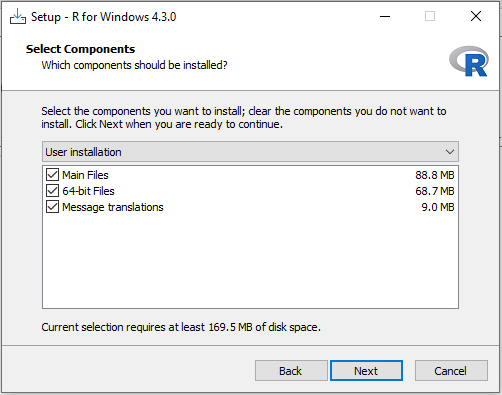 Setup - R for Windows 4.3.0
Select Components
Which components should be installed?
R
Select the components you want to install; clear the components you do not want to
install. Click Next when you are ready to continue.
User installation
Main Files 88.8 MB
64-bit Files 68.7 MB
Message translations 9.0 MB
Current selection requires at least 169.5 MB of disk space.
Back Next Cancel